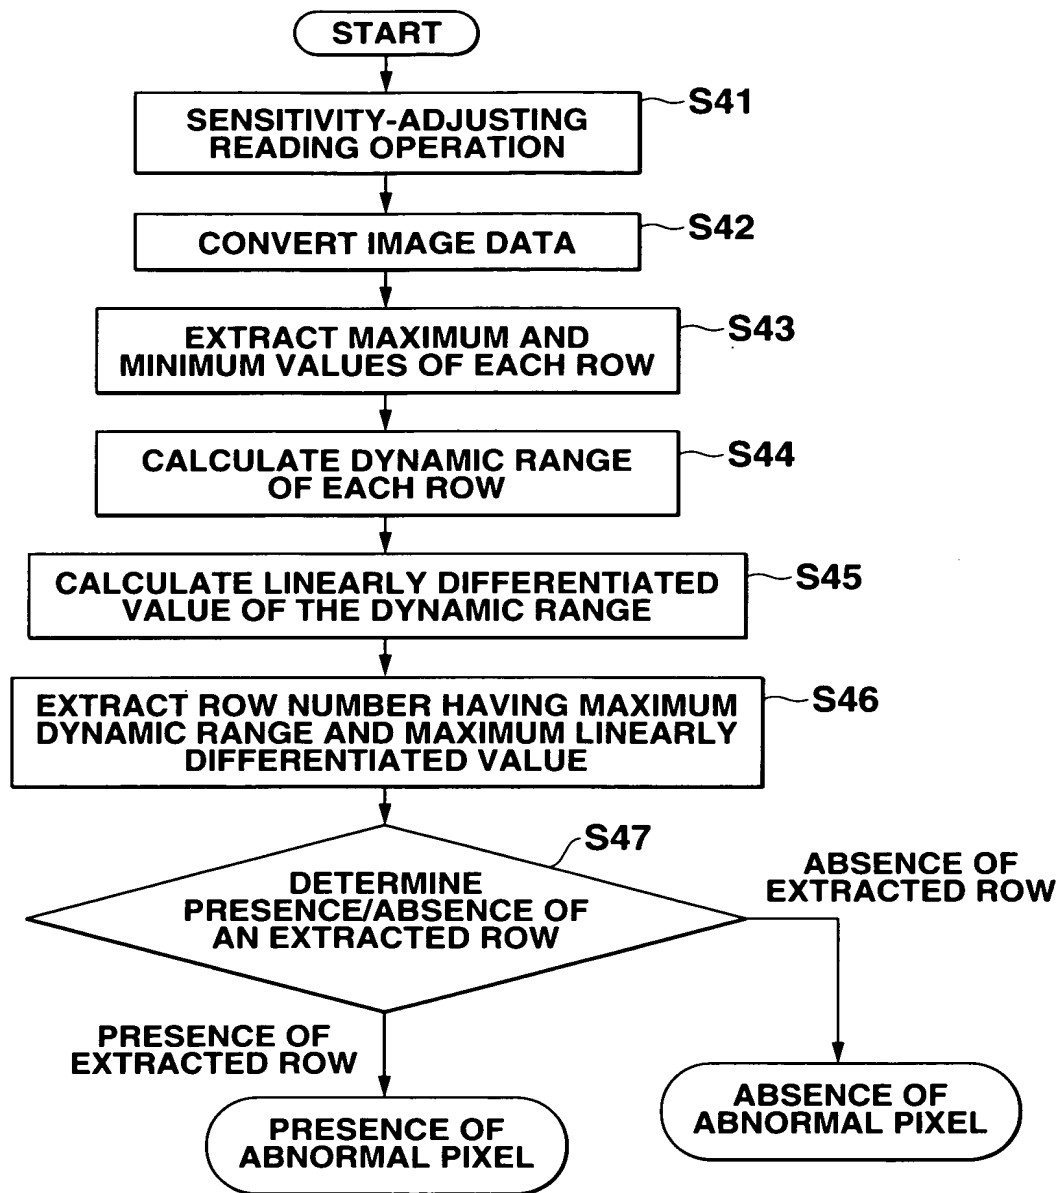 START
SENSITIVITY-ADJUSTING
READING OPERATION
S41
CONVERT IMAGE DATA
S42
EXTRACT MAXIMUM AND
MINIMUM VALUES OF EACH ROW
S43
CALCULATE DYNAMIC RANGE
OF EACH ROW
S44
CALCULATE LINEARLY DIFFERENTIATED
VALUE OF THE DYNAMIC RANGE
S45
EXTRACT ROW NUMBER HAVING MAXIMUM
DYNAMIC RANGE AND MAXIMUM LINEARLY
DIFFERENTIATED VALUE
S46
S47
DETERMINE
PRESENCE/ABSENCE OF
AN EXTRACTED ROW
ABSENCE OF
EXTRACTED ROW
PRESENCE OF
EXTRACTED ROW
PRESENCE OF
ABNORMAL PIXEL
ABSENCE OF
ABNORMAL PIXEL